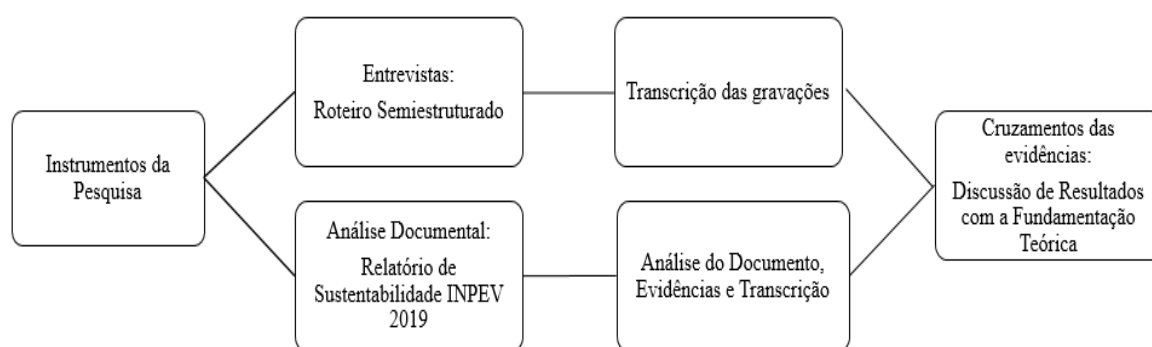 Instrumentos da
Pesquisa
Entrevistas:
Roteiro Semiestruturado
Transcrição das gravações
Análise Documental:
Relatório de
Sustentabilidade INPEV
2019
Análise do Documento,
Evidências e Transcrição
Cruzamentos das
evidências:
Discussão de Resultados
com a Fundamentação
Teórica